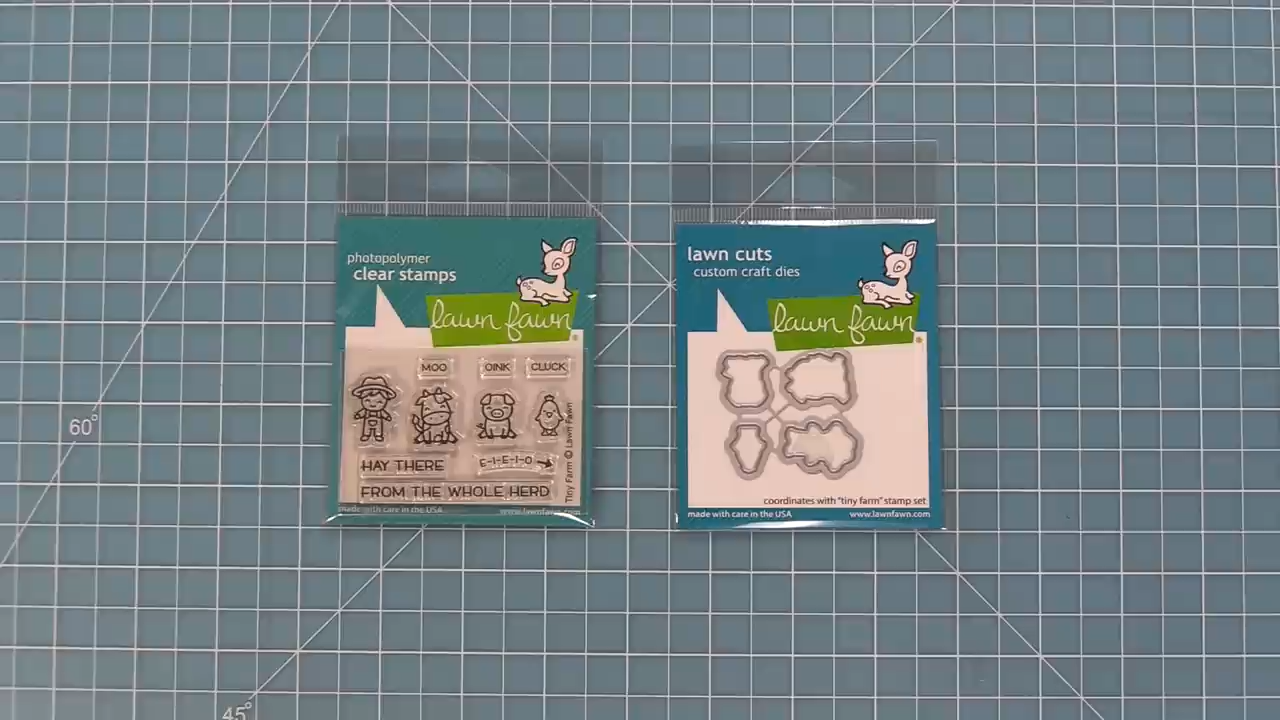 photopolymer
clear stamps
lawn fawn®
MOO
OINK
CLUCK
HAY THERE
E-I-E-I-O
FROM THE WHOLE HERD
Tiny Farm © Lawn Fawn
made with care in the USA
www.lawnfawn.com
lawn cuts
custom craft dies
lawn fawn®
coordinates with "tiny farm" stamp set
made with care in the USA
www.lawnfawn.com
60°
45°